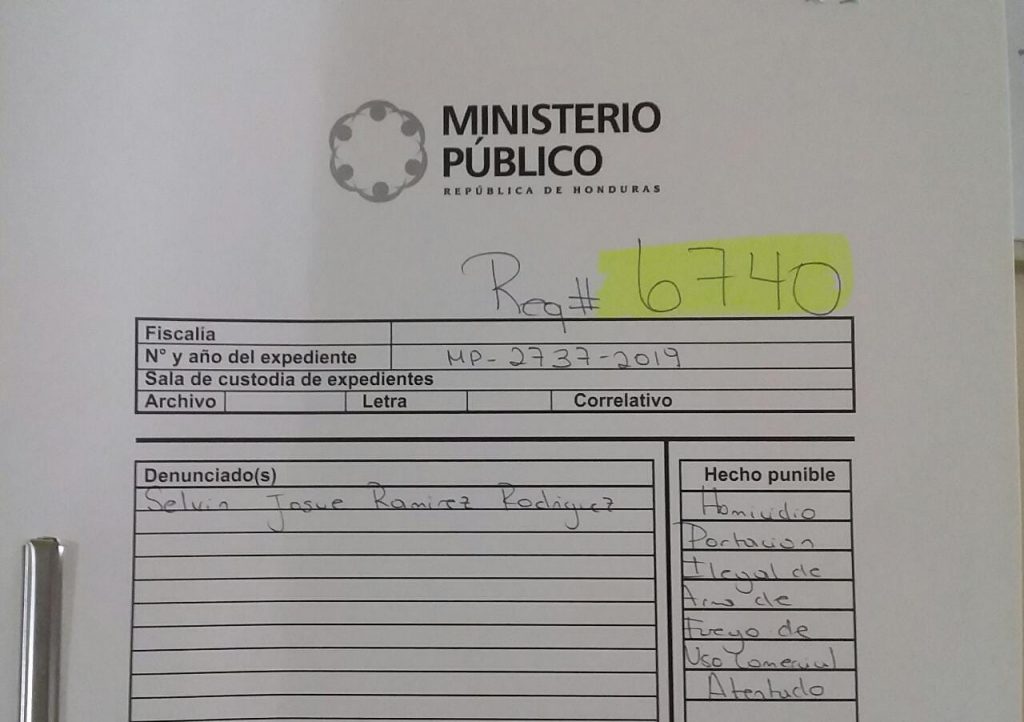 MINISTERIO
PÚBLICO
REPÚBLICA DE HONDURAS
Req# 6740
Fiscalía
N° y año del expediente MP-2737-2019
Sala de custodia de expedientes
Archivo Letra Correlativo
Denunciado(s)
Selvin Josue Ramirez Rodriguez
Hecho punible
Homicidio
Portacion
Ilegal de
Arma de
Fuego de
Uso Comercial
Atentado